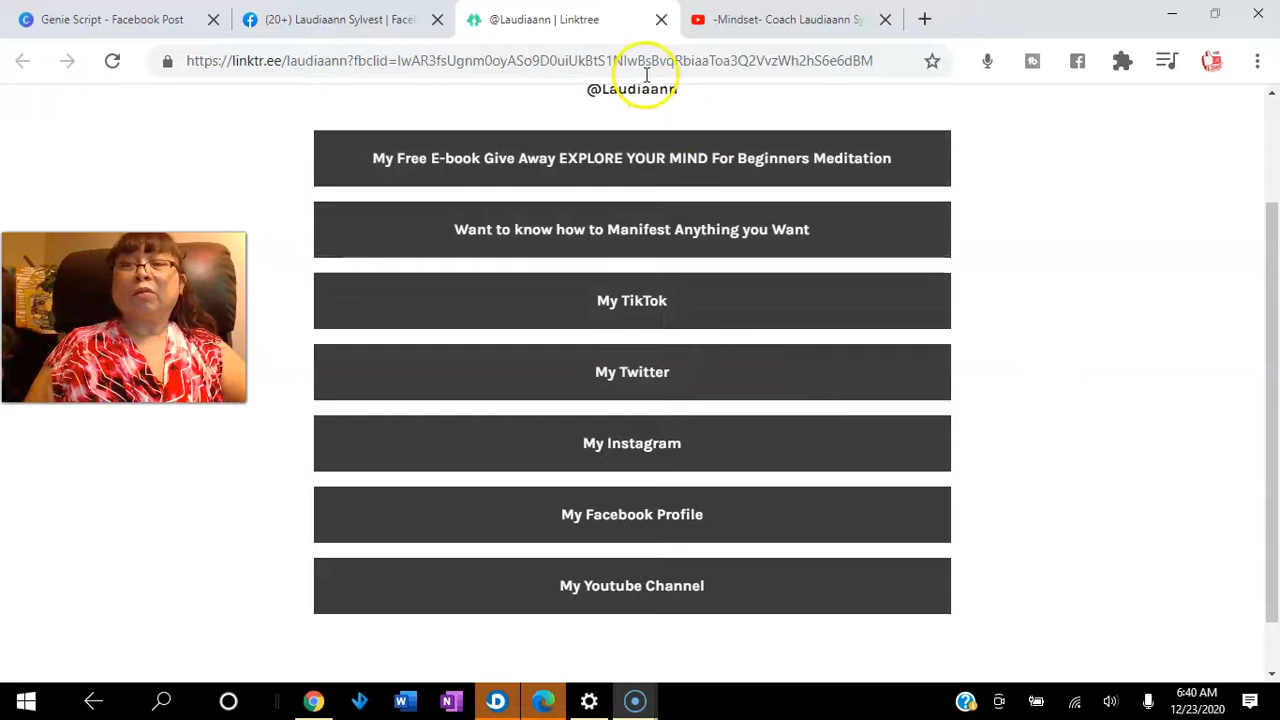 Genie Script - Facebook Post
(20+) Laudiaann Sylvest | Face
@Laudiaann | Linktree
-Mindset- Coach Laudiaann Sy
@Laudiaann
My Free E-book Give Away EXPLORE YOUR MIND For Beginners Meditation
Want to know how to Manifest Anything you Want
My TikTok
My Twitter
My Instagram
My Facebook Profile
My Youtube Channel
6:40 AM
12/23/2020